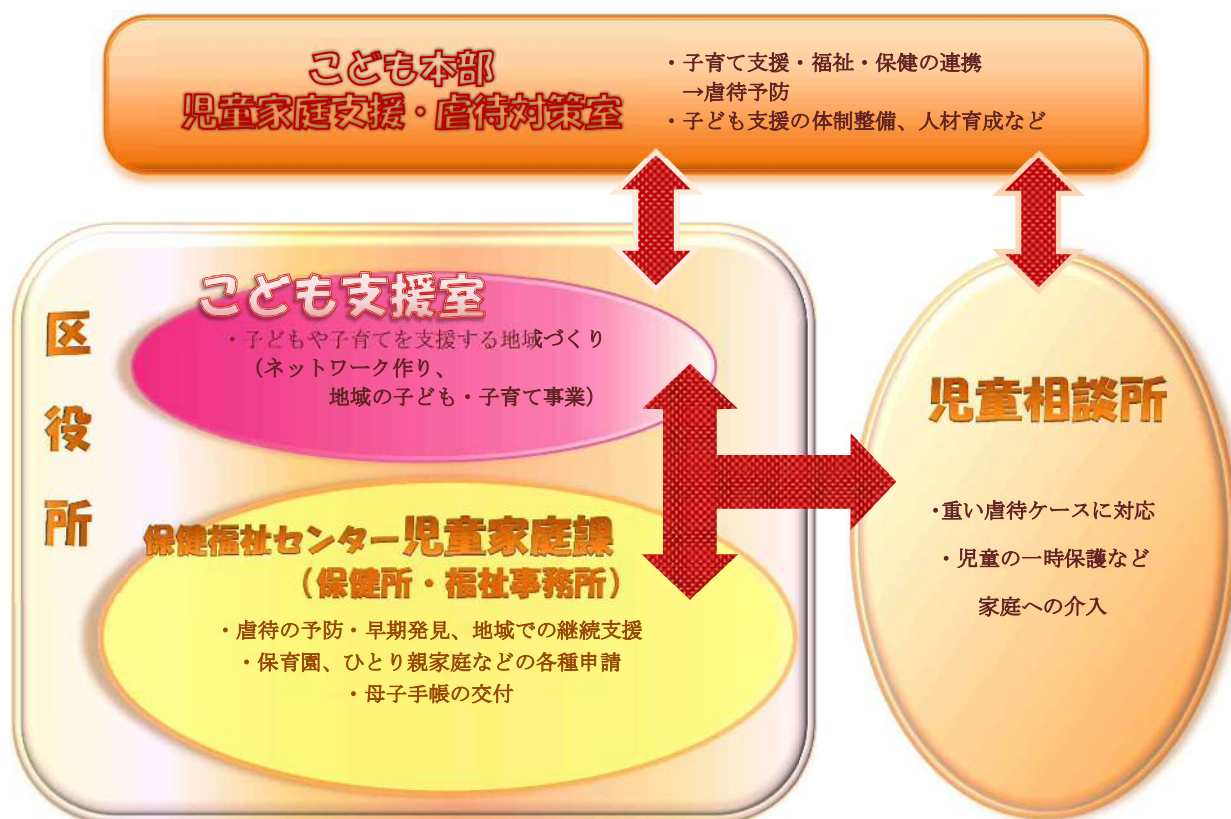 こども本部
児童家庭支援・虐待対策室
・子育て支援・福祉・保健の連携
→虐待予防
・子ども支援の体制整備、人材育成など
区役所
こども支援室
・子どもや子育てを支援する地域づくり
（ネットワーク作り、
地域の子ども・子育て事業）
保健福祉センター児童家庭課
（保健所・福祉事務所）
・虐待の予防・早期発見、地域での継続支援
・保育園、ひとり親家庭などの各種申請
・母子手帳の交付
児童相談所
・重い虐待ケースに対応
・児童の一時保護など
家庭への介入